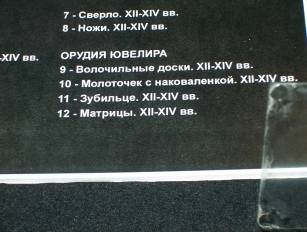 7 - Сверло. XII-XIV вв.
8 - Ножи. XII-XIV вв.
-XIV вв.
ОРУДИЯ ЮВЕЛИРА
9 - Волочильные доски. XII-XIV вв.
10 - Молоточек с наковаленкой. XII-XIV вв.
11 - Зубильце. XII-XIV вв.
12 - Матрицы. XII-XIV вв.